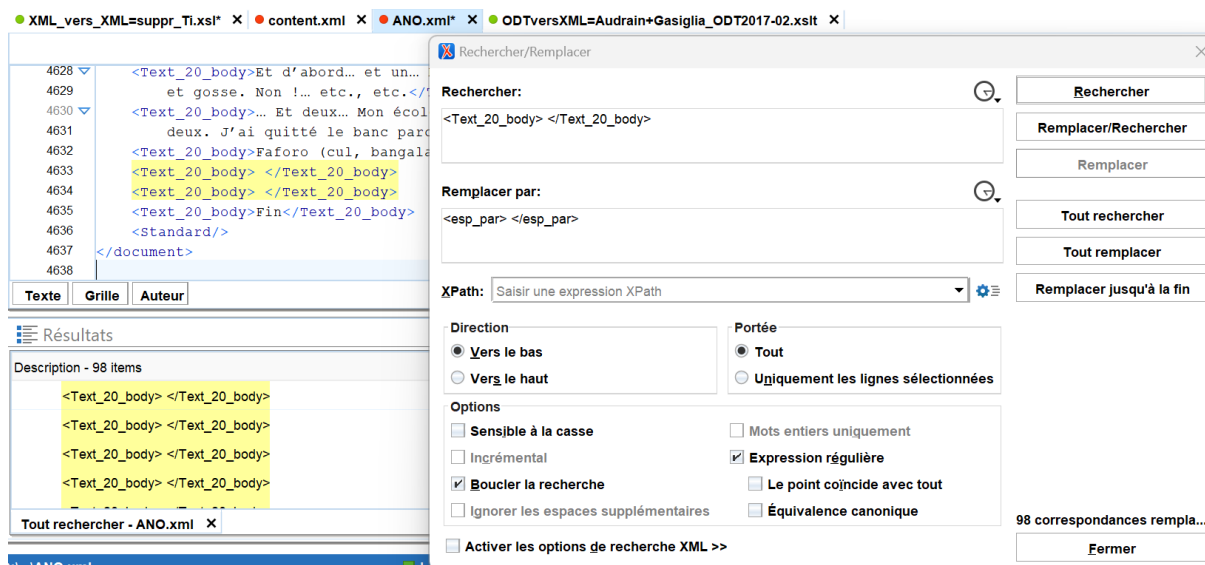 XML_vers_XML=suppr_Ti.xsl* × content.xml × ANO.xml* × ODTversXML=Audrain+Gasiglia_ODT2017-02.xslt ×
Rechercher/Remplacer
4628 <Text_20_body>Et d’abord… et un…
4629 et gosse. Non !… etc., etc.</
4630 <Text_20_body>… Et deux… Mon écol
4631 deux. J’ai quitté le banc
4632 <Text_20_body>Faforo (cul, bangala
4633 <Text_20_body> </Text_20_body>
4634 <Text_20_body> </Text_20_body>
4635 <Text_20_body>Fin</Text_20_body>
4636 <Standard/>
4637 </document>
4638
Texte Grille Auteur
Résultats
Description - 98 items
<Text_20_body> </Text_20_body>
<Text_20_body> </Text_20_body>
<Text_20_body> </Text_20_body>
<Text_20_body> </Text_20_body>
Tout rechercher - ANO.xml ×
Rechercher:
<Text_20_body> </Text_20_body>
Remplacer par:
<esp_par> </esp_par>
XPath: Saisir une expression XPath
Direction
Vers le bas
Vers le haut
Portée
Tout
Uniquement les lignes sélectionnées
Options
Sensible à la casse
Mots entiers uniquement
Incrémental
Expression régulière
Boucler la recherche
Le point coïncide avec tout
Ignorer les espaces supplémentaires
Équivalence canonique
Activer les options de recherche XML >>
Rechercher
Remplacer/Rechercher
Remplacer
Tout rechercher
Tout remplacer
Remplacer jusqu'à la fin
98 correspondances rempla...
Fermer